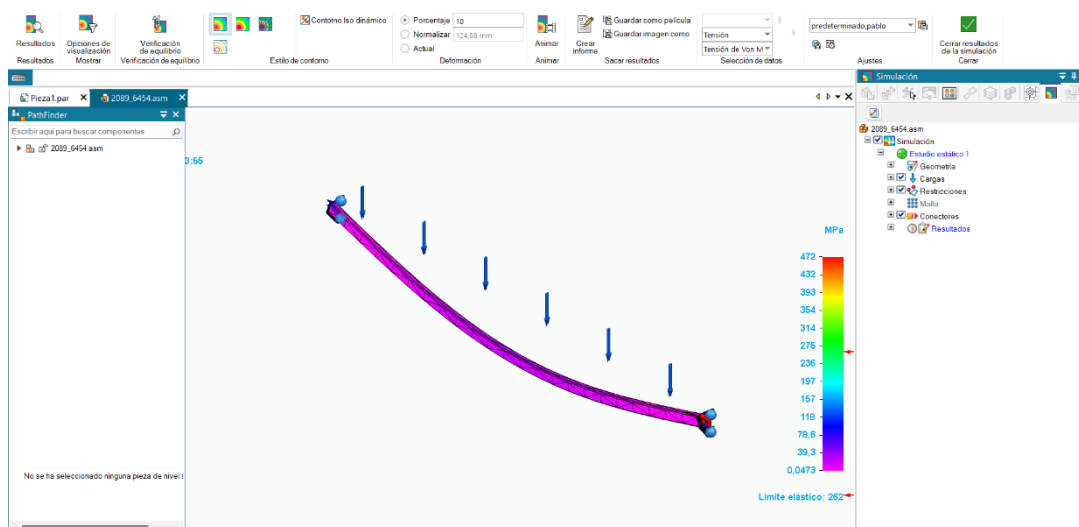 Resultados
Resultados
Opciones de visualización
Mostrar
Verificación de equilibrio
Verificación de equilibrio
Contorno Iso dinámico
Estilo de contorno
Porcentaje 10
Normalizar 124,68 mm
Actual
Deformación
Animar
Animar
Crear informe
Guardar como película
Guardar imagen como
Sacar resultados
Tensión
Tensión de Von M
Selección de datos
predeterminado,pablo
Ajustes
Cerrar resultados de la simulación
Cerrar
Pieza1.par
2089_6454.asm
PathFinder
Escribir aquí para buscar componentes
2089_6454.asm
No se ha seleccionado ninguna pieza de nivel s
3:55
MPa
472
432
393
354
314
275
236
197
157
118
78,6
39,3
0,0473
Límite elástico: 262
Simulación
2089_6454.asm
Simulación
Estudio estático 1
Geometría
Cargas
Restricciones
Malla
Conectores
Resultados